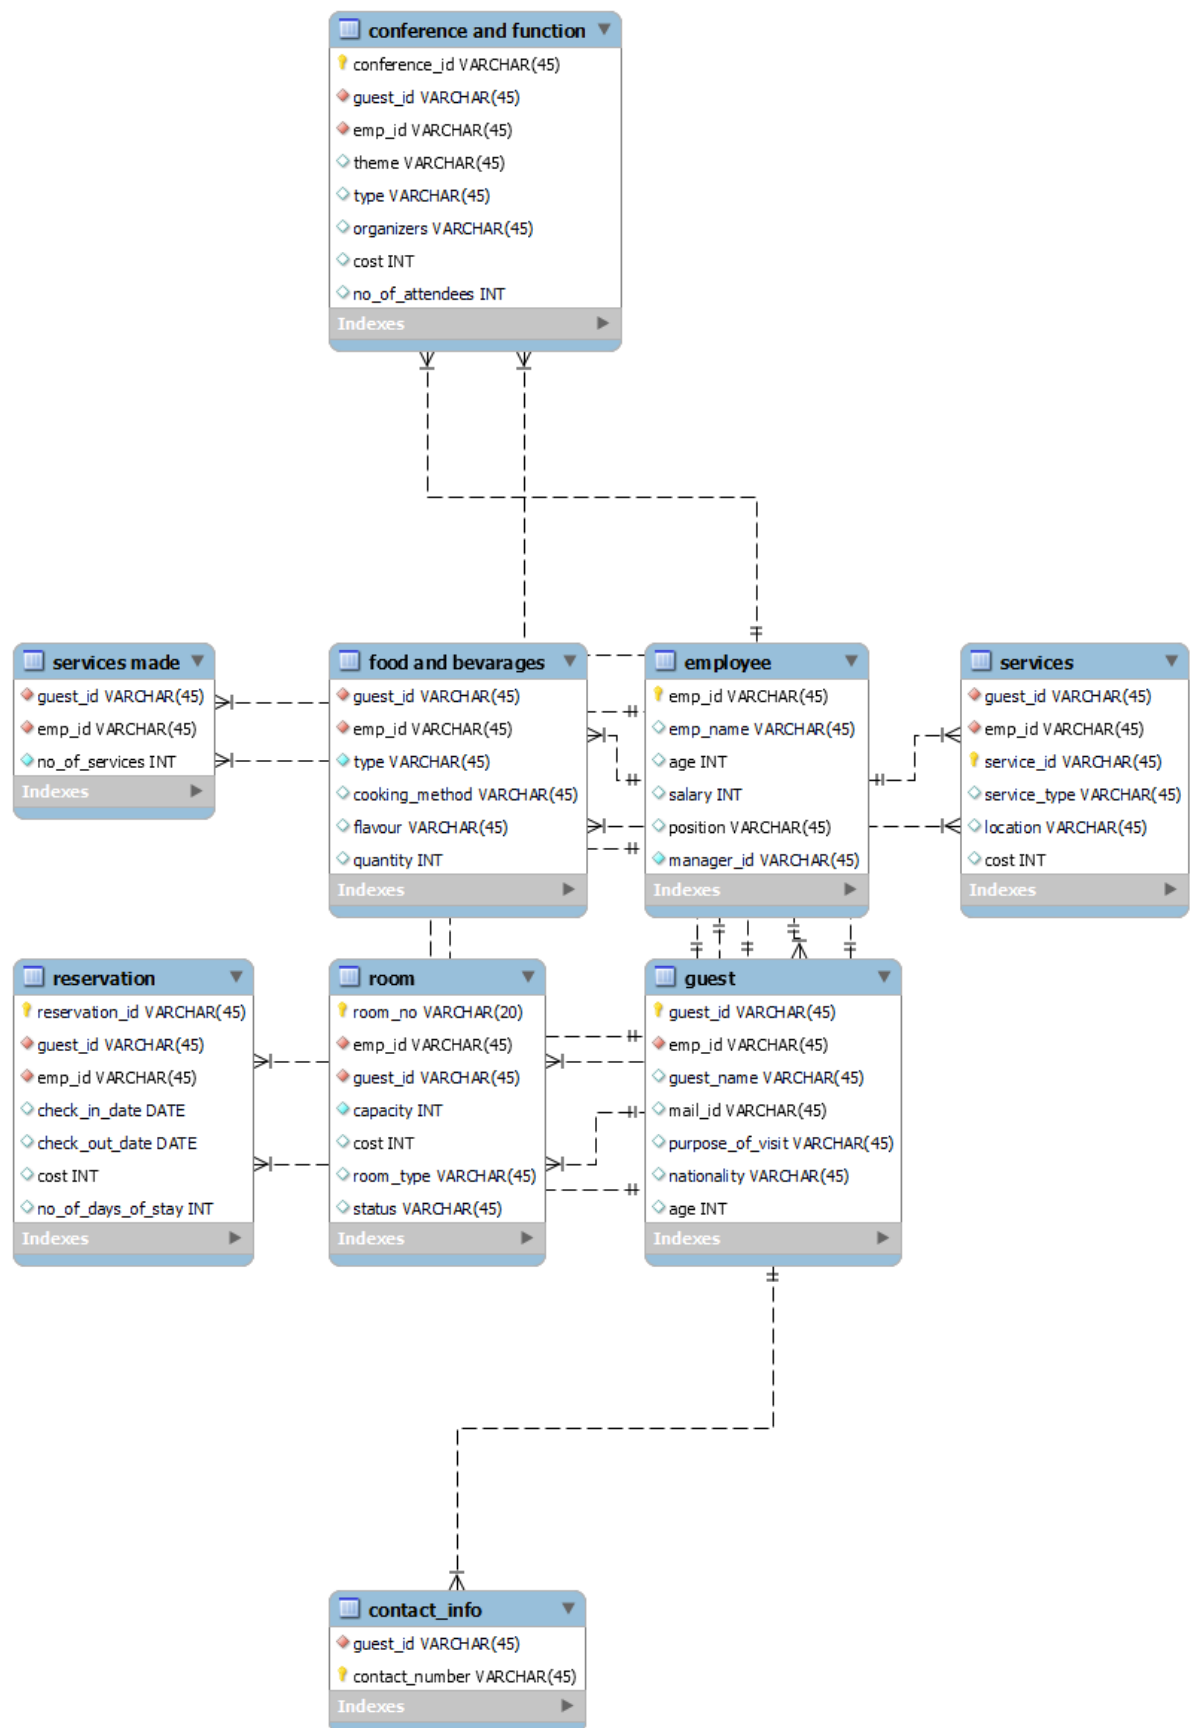 conference and function
conference_id VARCHAR(45)
guest_id VARCHAR(45)
emp_id VARCHAR(45)
theme VARCHAR(45)
type VARCHAR(45)
organizers VARCHAR(45)
cost INT
no_of_attendees INT
Indexes
services made
guest_id VARCHAR(45)
emp_id VARCHAR(45)
no_of_services INT
Indexes
food and bevarages
guest_id VARCHAR(45)
emp_id VARCHAR(45)
type VARCHAR(45)
cooking_method VARCHAR(45)
flavour VARCHAR(45)
quantity INT
Indexes
employee
emp_id VARCHAR(45)
emp_name VARCHAR(45)
age INT
salary INT
position VARCHAR(45)
manager_id VARCHAR(45)
Indexes
services
guest_id VARCHAR(45)
emp_id VARCHAR(45)
service_id VARCHAR(45)
service_type VARCHAR(45)
location VARCHAR(45)
cost INT
Indexes
reservation
reservation_id VARCHAR(45)
guest_id VARCHAR(45)
emp_id VARCHAR(45)
check_in_date DATE
check_out_date DATE
cost INT
no_of_days_of_stay INT
Indexes
room
room_no VARCHAR(20)
emp_id VARCHAR(45)
guest_id VARCHAR(45)
capacity INT
cost INT
room_type VARCHAR(45)
status VARCHAR(45)
Indexes
guest
guest_id VARCHAR(45)
emp_id VARCHAR(45)
guest_name VARCHAR(45)
mail_id VARCHAR(45)
purpose_of_visit VARCHAR(45)
nationality VARCHAR(45)
age INT
Indexes
contact_info
guest_id VARCHAR(45)
contact_number VARCHAR(45)
Indexes